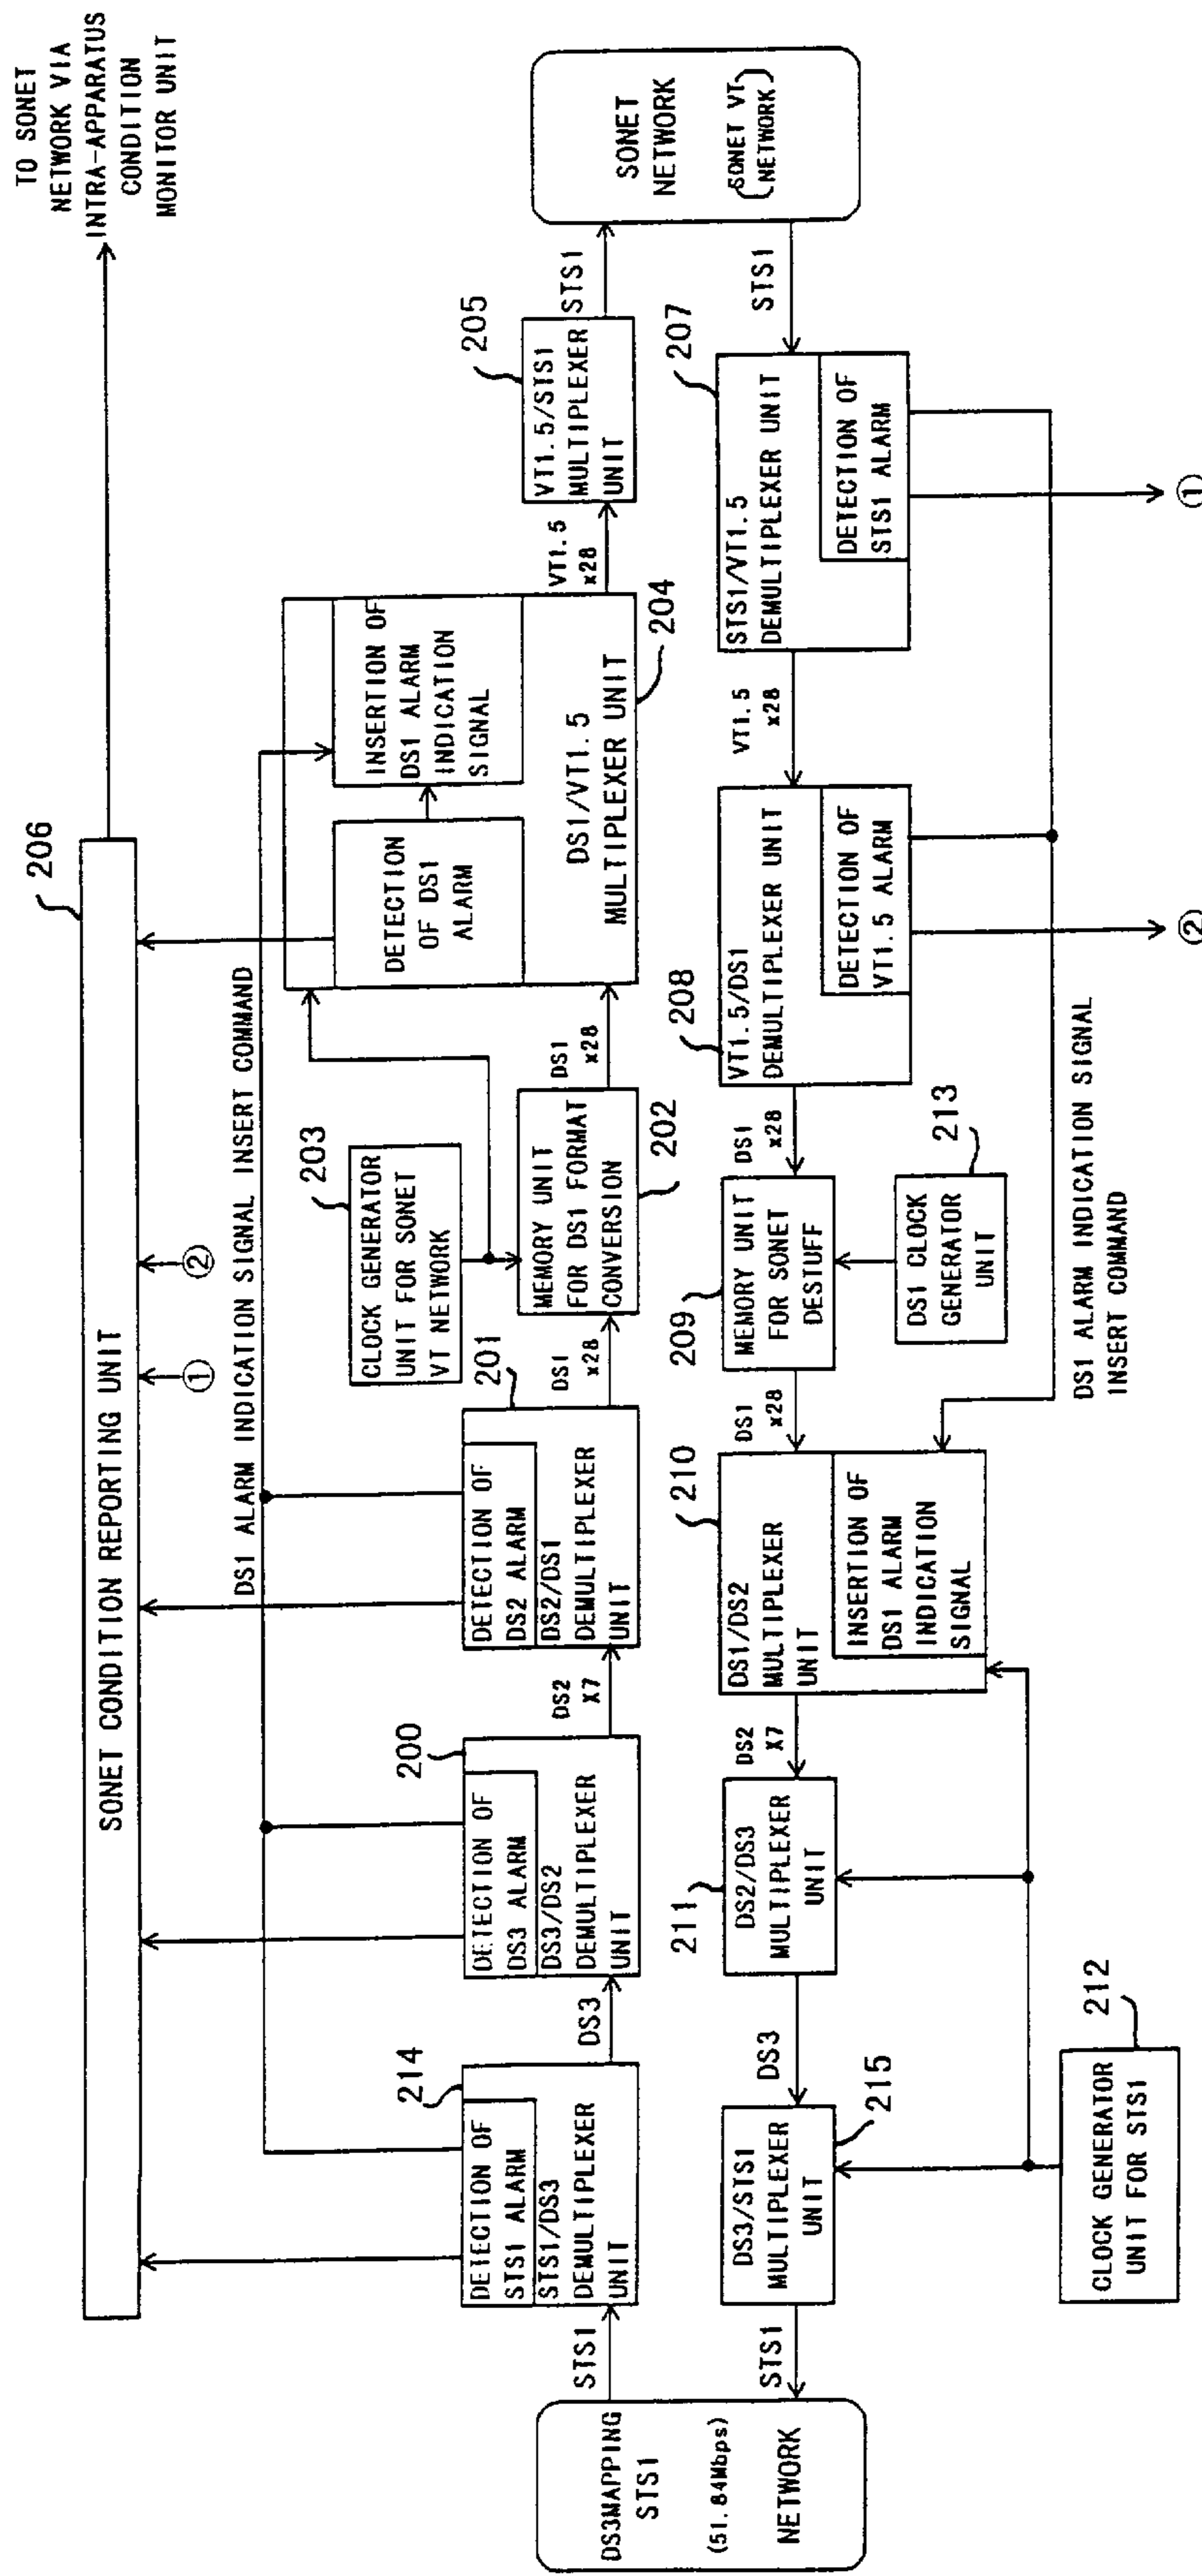 TO SONET
NETWORK VIA
INTRA-APPARATUS
CONDITION
MONITOR UNIT
206
SONET CONDITION REPORTING UNIT
①
②
DS1 ALARM INDICATION SIGNAL INSERT COMMAND
DS3MAPPING
STS1
(51.84Mbps)
NETWORK
STS1
214
DETECTION OF
STS1 ALARM
STS1/DS3
DEMULTIPLEXER
UNIT
DS3
200
DETECTION OF
DS3 ALARM
DS3/DS2
DEMULTIPLEXER
UNIT
DS2
X7
201
DETECTION OF
DS2 ALARM
DS2/DS1
DEMULTIPLEXER
UNIT
DS1
x28
203
CLOCK GENERATOR
UNIT FOR SONET
VT NETWORK
MEMORY UNIT
FOR DS1 FORMAT
CONVERSION
202
DS1
x28
DETECTION
OF DS1
ALARM
INSERTION OF
DS1 ALARM
INDICATION
SIGNAL
DS1/VT1.5
MULTIPLEXER UNIT
204
VT1.5
x28
205
VT1.5/STS1
MULTIPLEXER
UNIT
STS1
SONET
NETWORK
SONET VT
NETWORK
STS1
207
STS1/VT1.5
DEMULTIPLEXER UNIT
DETECTION OF
STS1 ALARM
①
VT1.5
x28
208
VT1.5/DS1
DEMULTIPLEXER UNIT
DETECTION OF
VT1.5 ALARM
②
DS1
x28
209
MEMORY UNIT
FOR SONET
DESTUFF
213
DS1 CLOCK
GENERATOR
UNIT
DS1
x28
210
DS1/DS2
MULTIPLEXER
UNIT
INSERTION OF
DS1 ALARM
INDICATION
SIGNAL
DS1 ALARM INDICATION SIGNAL
INSERT COMMAND
DS2
X7
211
DS2/DS3
MULTIPLEXER
UNIT
DS3
215
DS3/STS1
MULTIPLEXER
UNIT
STS1
212
CLOCK GENERATOR
UNIT FOR STS1